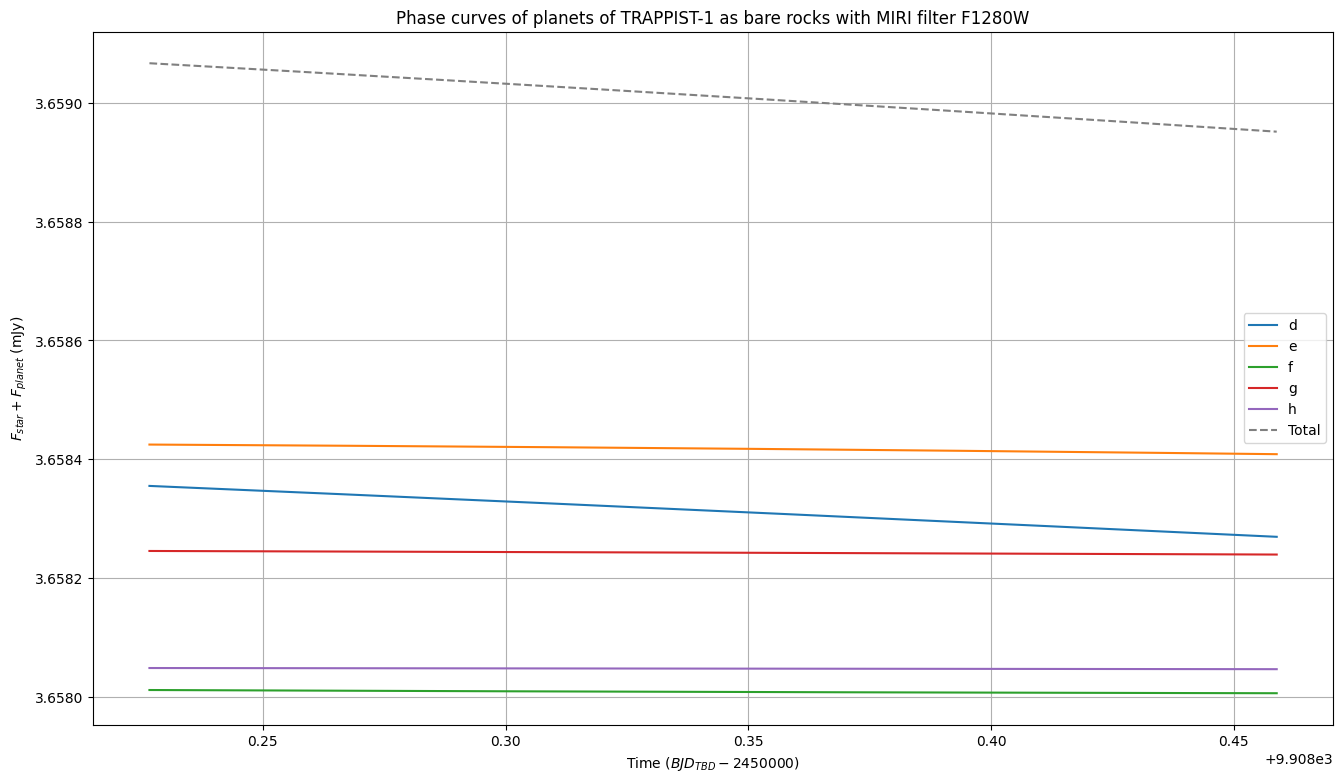 Phase curves of planets of TRAPPIST-1 as bare rocks with MIRI filter F1280W
3.6590
3.6588
3.6586
3.6584
3.6582
3.6580
F_star + F_planet (mJy)
d
e
f
g
h
Total
0.25 0.30 0.35 0.40 0.45
+9.908e3
Time (BJD_TBD − 2450000)